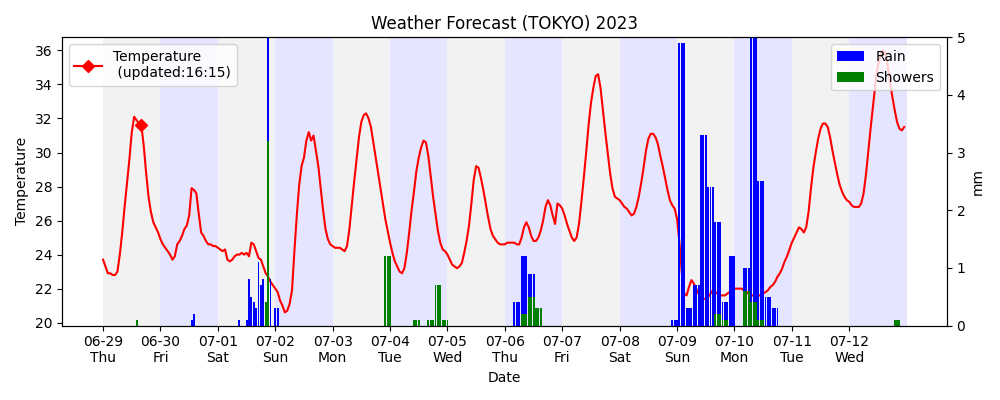 Weather Forecast (TOKYO) 2023
Temperature
(updated:16:15)
Rain
Showers
36
34
32
30
28
26
24
22
20
Temperature
5
4
3
2
1
0
mm
06-29 06-30 07-01 07-02 07-03 07-04 07-05 07-06 07-07 07-08 07-09 07-10 07-11 07-12
Thu Fri Sat Sun Mon Tue Wed Thu Fri Sat Sun Mon Tue Wed
Date